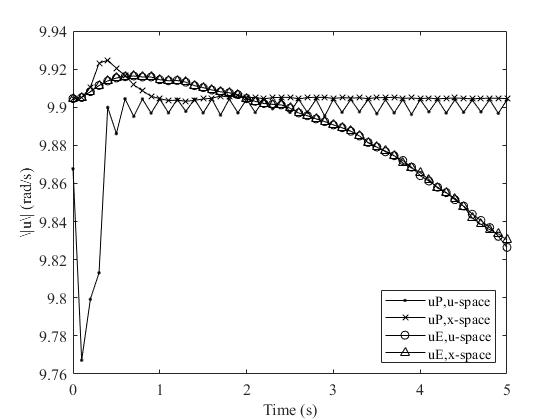 9.94
9.92
9.9
9.88
9.86
9.84
9.82
9.8
9.78
9.76
\|u\| (rad/s)
0 1 2 3 4 5
Time (s)
uP,u-space
uP,x-space
uE,u-space
uE,x-space